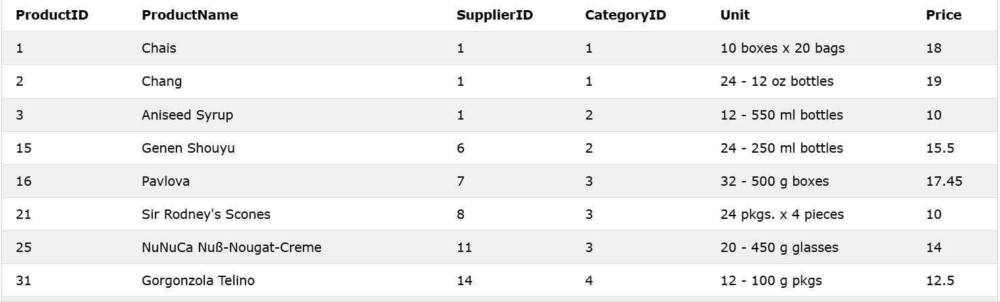 ProductID ProductName SupplierID CategoryID Unit Price
1 Chais 1 1 10 boxes x 20 bags 18
2 Chang 1 1 24 - 12 oz bottles 19
3 Aniseed Syrup 1 2 12 - 550 ml bottles 10
15 Genen Shouyu 6 2 24 - 250 ml bottles 15.5
16 Pavlova 7 3 32 - 500 g boxes 17.45
21 Sir Rodney's Scones 8 3 24 pkgs. x 4 pieces 10
25 NuNuCa Nuß-Nougat-Creme 11 3 20 - 450 g glasses 14
31 Gorgonzola Telino 14 4 12 - 100 g pkgs 12.5